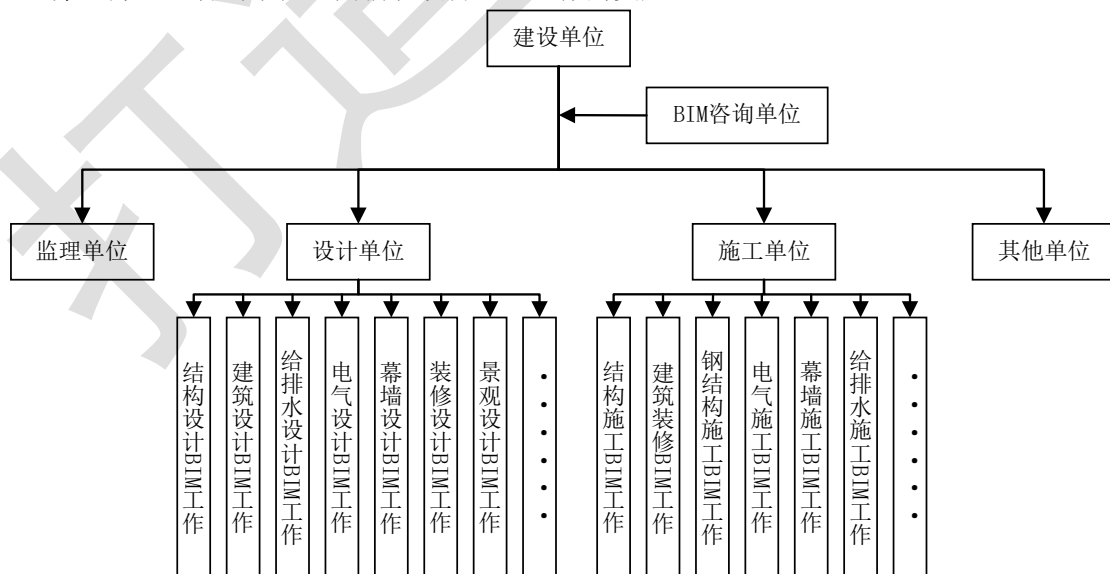 建设单位
BIM咨询单位
监理单位
设计单位
施工单位
其他单位
结构设计BIM工作
建筑设计BIM工作
给排水设计BIM工作
电气设计BIM工作
幕墙设计BIM工作
装修设计BIM工作
景观设计BIM工作
······
结构施工BIM工作
建筑装修BIM工作
钢结构施工BIM工作
电气施工BIM工作
幕墙施工BIM工作
给排水施工BIM工作
······
打造